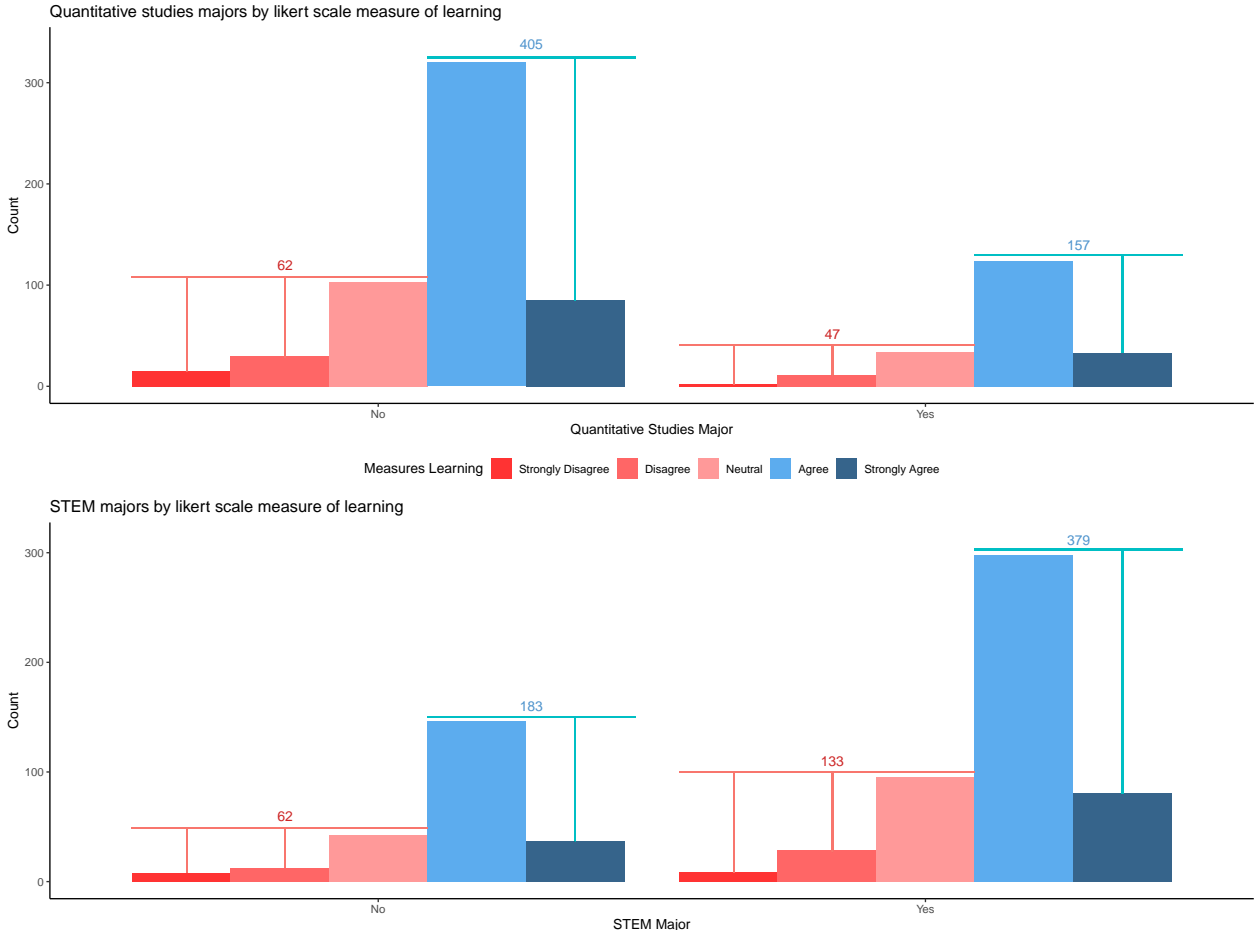 Quantitative studies majors by likert scale measure of learning
405
300
200
157
Count
62
100
47
0
No
Yes
Quantitative Studies Major
Measures Learning Strongly Disagree Disagree Neutral Agree Strongly Agree
STEM majors by likert scale measure of learning
379
300
200
183
Count
133
100
62
0
No
Yes
STEM Major